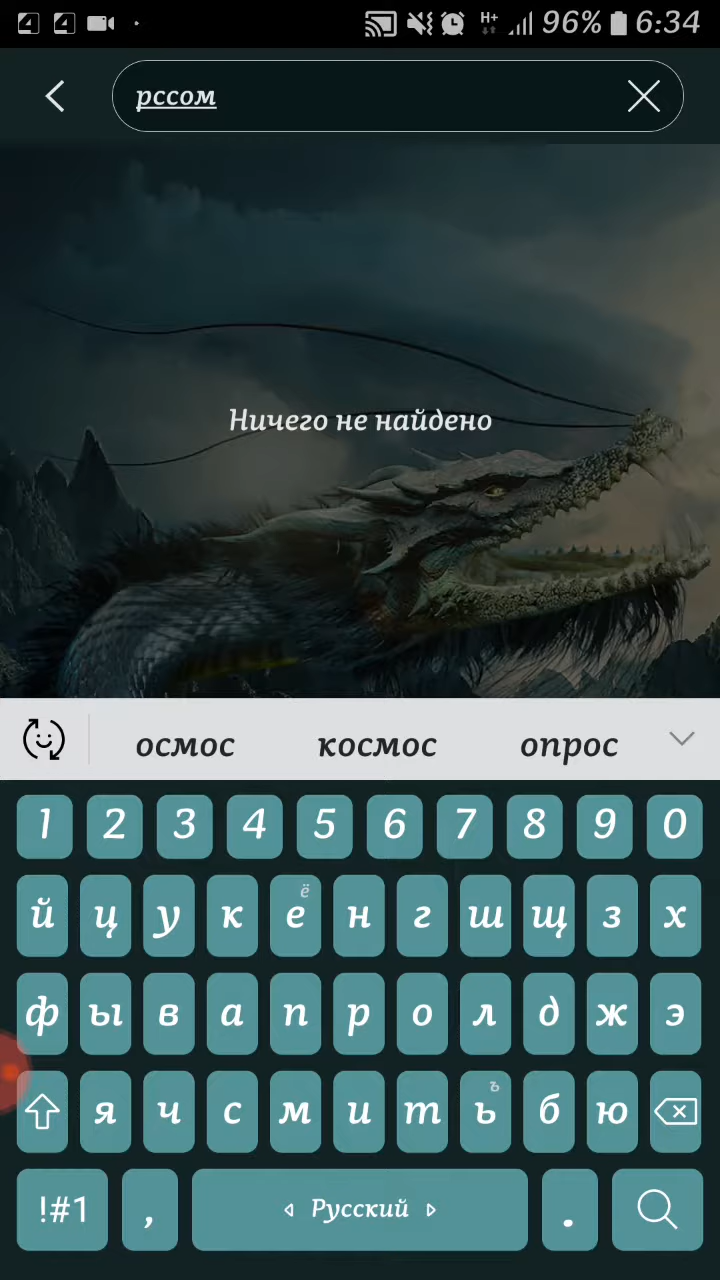 H+ 96% 6:34
рссом
Ничего не найдено
осмос космос опрос
1 2 3 4 5 6 7 8 9 0
ё
й ц у к е н г ш щ з х
ф ы в а п р о л д ж э
ъ
я ч с м и т ь б ю
!#1 , Русский .